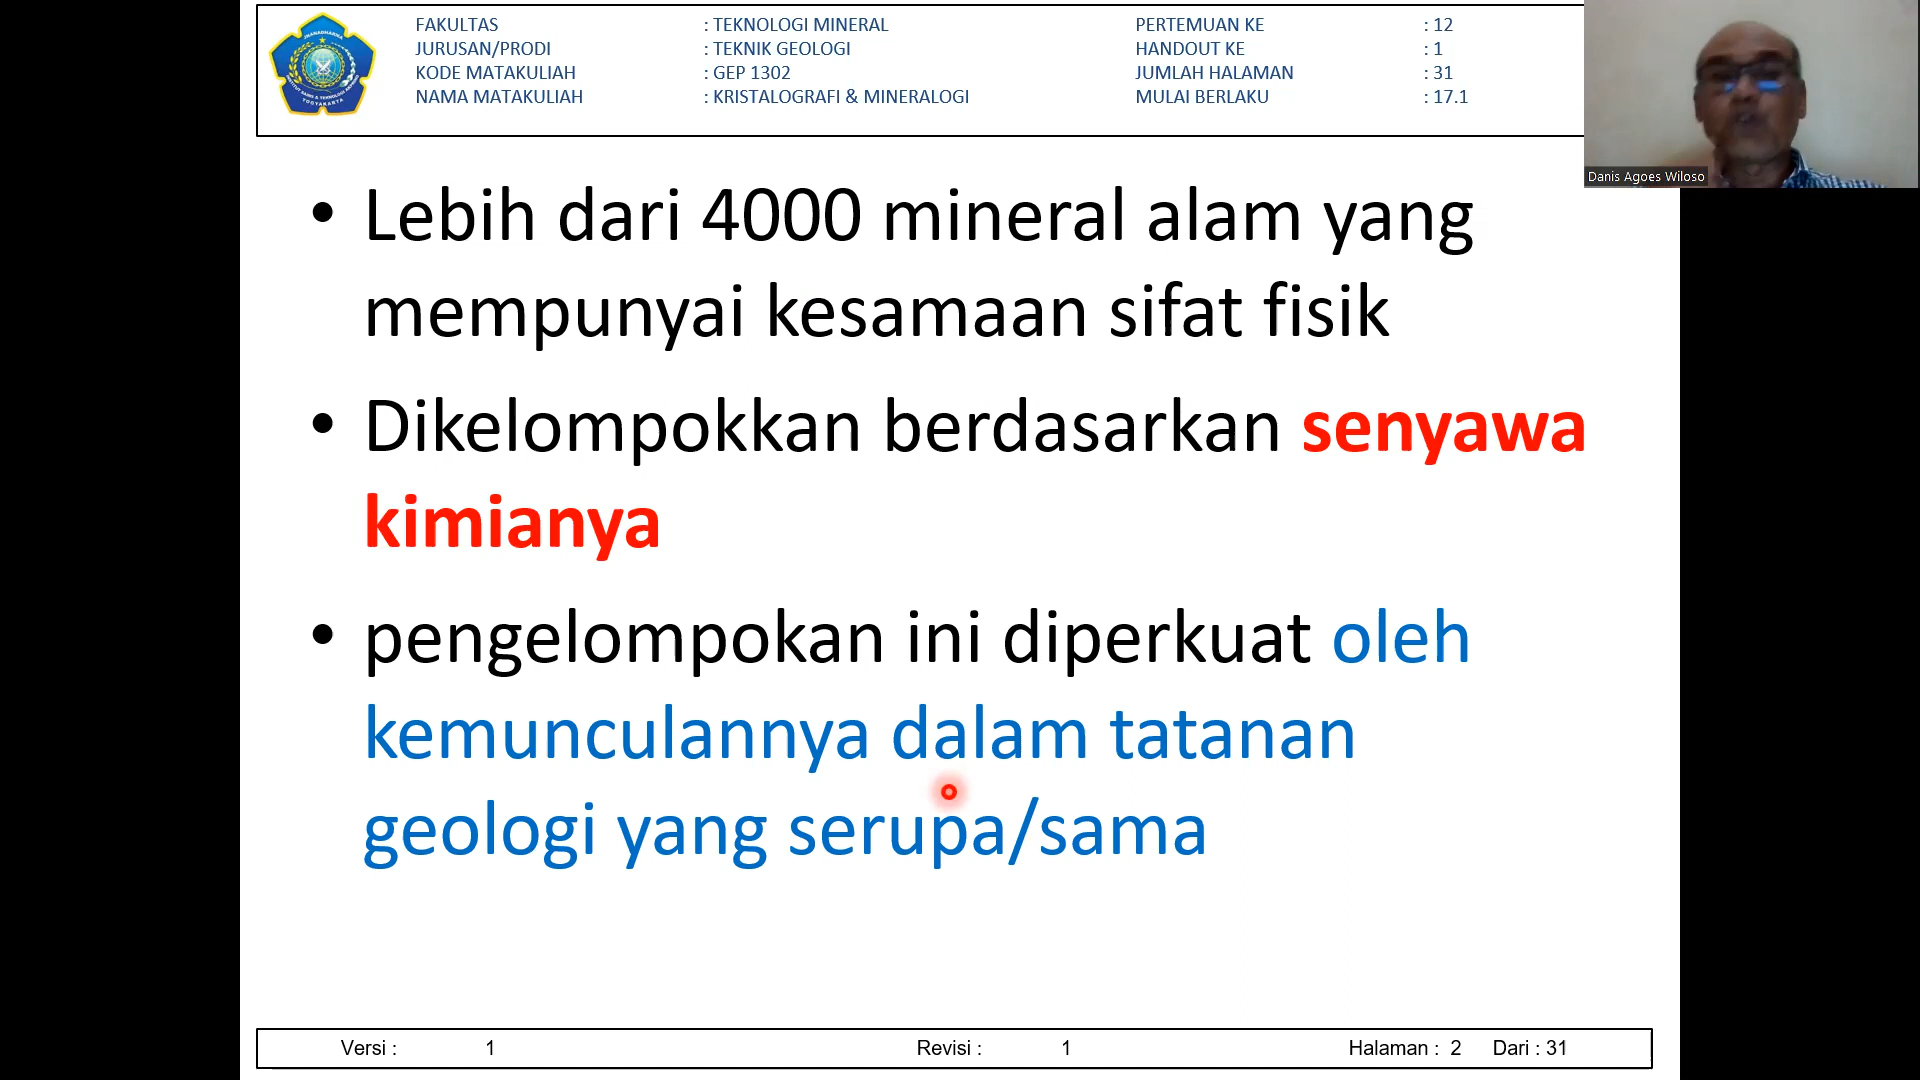 FAKULTAS : TEKNOLOGI MINERAL PERTEMUAN KE : 12
JURUSAN/PRODI : TEKNIK GEOLOGI HANDOUT KE : 1
KODE MATAKULIAH : GEP 1302 JUMLAH HALAMAN : 31
NAMA MATAKULIAH : KRISTALOGRAFI & MINERALOGI MULAI BERLAKU : 17.1
YOGYAKARTA
Danis Agoes Wiloso
• Lebih dari 4000 mineral alam yang
mempunyai kesamaan sifat fisik
• Dikelompokkan berdasarkan senyawa
kimianya
• pengelompokan ini diperkuat oleh
kemunculannya dalam tatanan
geologi yang serupa/sama
Versi : 1 Revisi : 1 Halaman : 2 Dari : 31